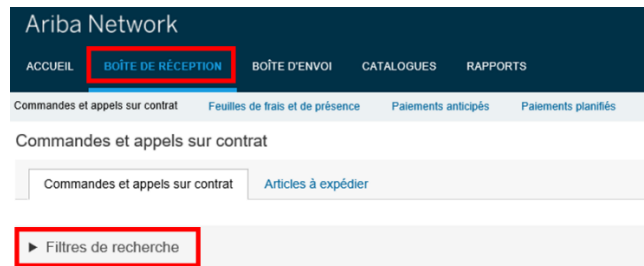 Ariba Network
ACCUEIL BOÎTE DE RÉCEPTION BOÎTE D'ENVOI CATALOGUES RAPPORTS
Commandes et appels sur contrat Feuilles de frais et de présence Paiements anticipés Paiements planifiés
Commandes et appels sur contrat
Commandes et appels sur contrat Articles à expédier
► Filtres de recherche